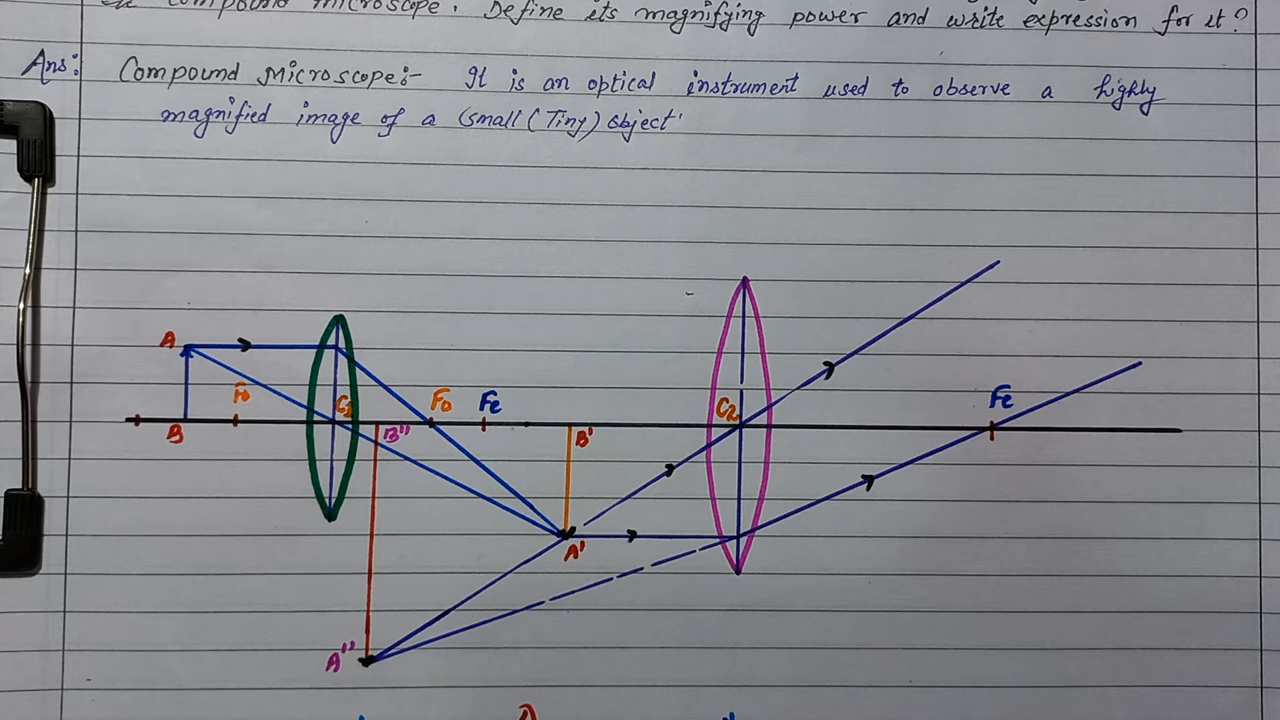 compound microscope. Define its magnifying power and write expression for it?
Ans:
Compound Microscope:- It is an optical instrument used to observe a highly
magnified image of a small (Tiny) object.
A
Fo
C1
Fo
Fe
C2
Fe
B
B"
B'
A'
A"